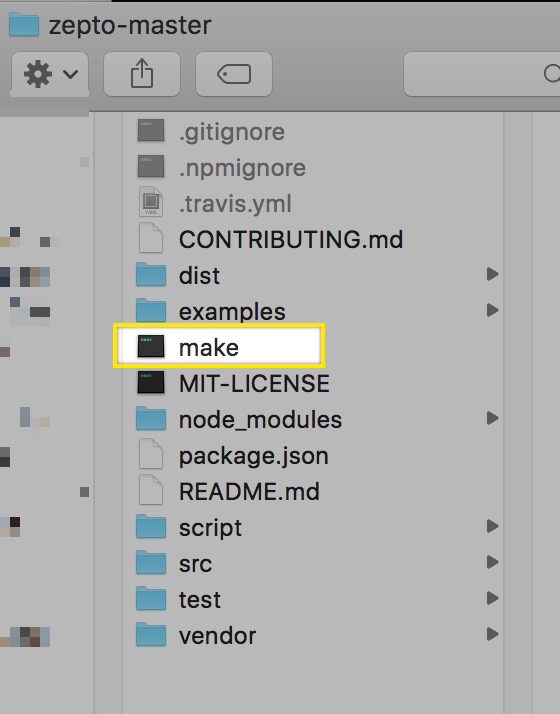 zepto-master
.gitignore
.npmignore
.travis.yml
CONTRIBUTING.md
dist
examples
make
MIT-LICENSE
node_modules
package.json
README.md
script
src
test
vendor